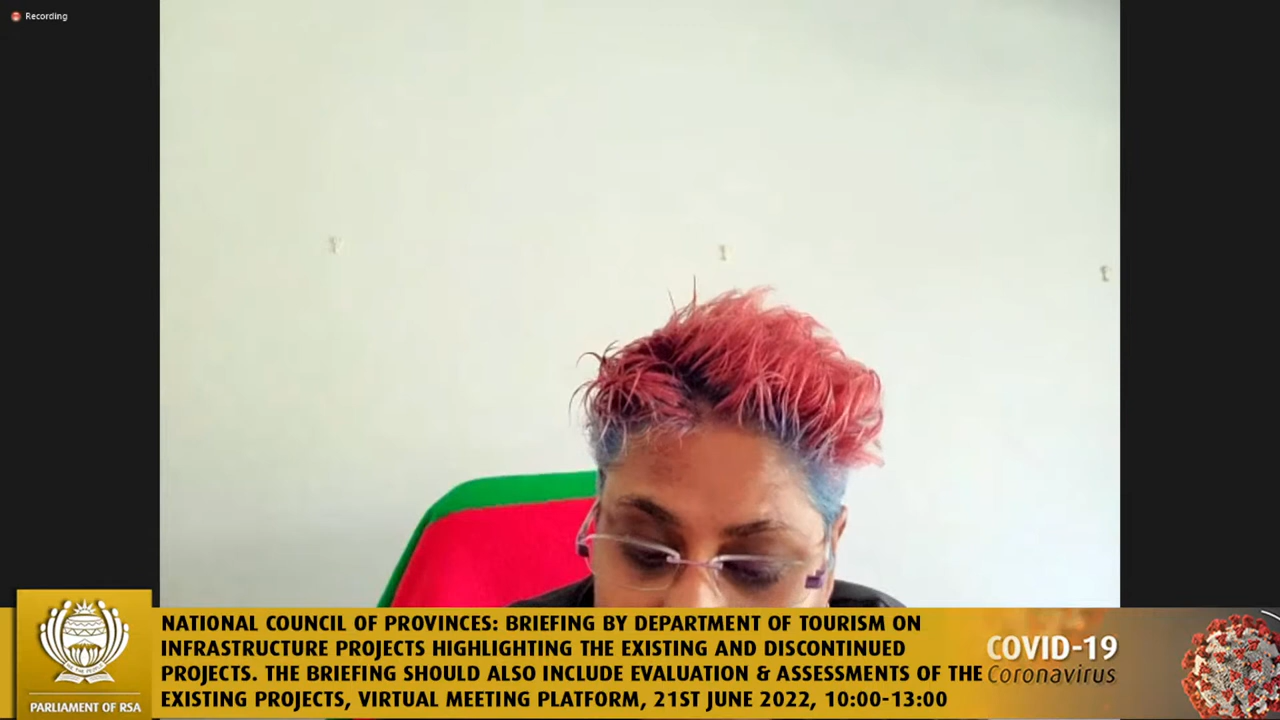 Recording
NATIONAL COUNCIL OF PROVINCES: BRIEFING BY DEPARTMENT OF TOURISM ON
INFRASTRUCTURE PROJECTS HIGHLIGHTING THE EXISTING AND DISCONTINUED
PROJECTS. THE BRIEFING SHOULD ALSO INCLUDE EVALUATION & ASSESSMENTS OF THE
EXISTING PROJECTS, VIRTUAL MEETING PLATFORM, 21ST JUNE 2022, 10:00-13:00
PARLIAMENT OF RSA
COVID-19
Coronavirus